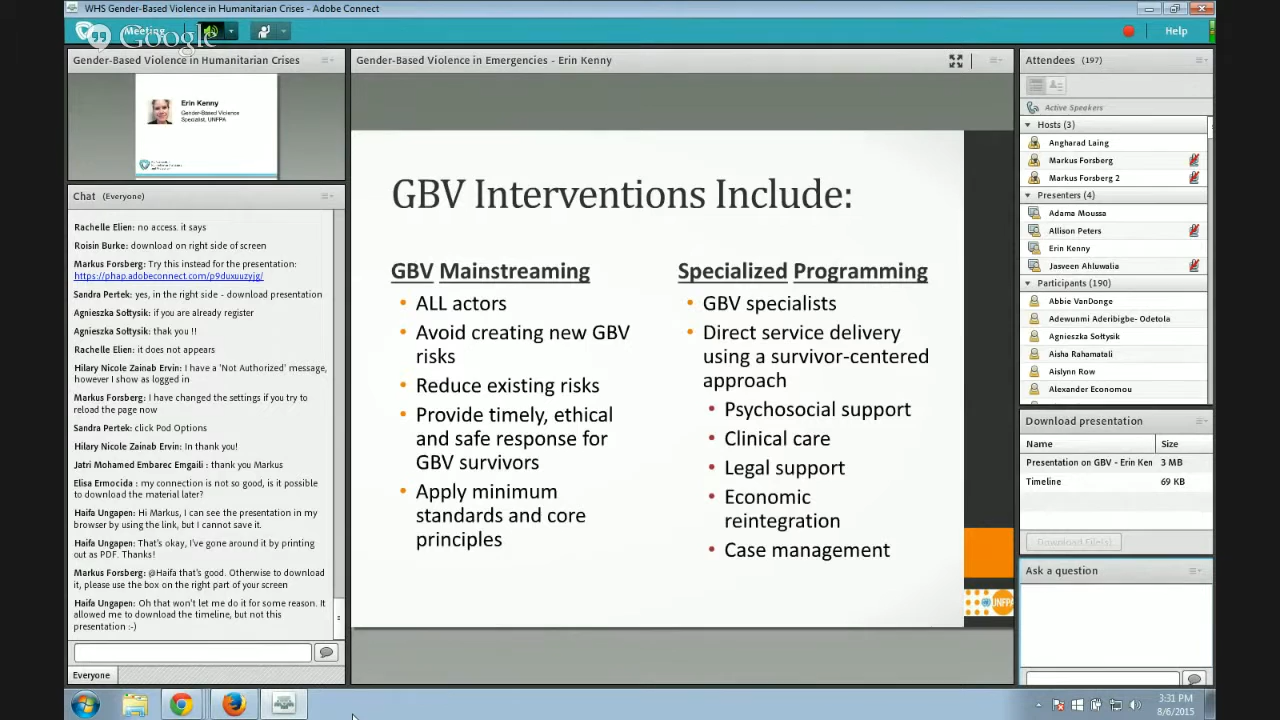 WHS Gender-Based Violence in Humanitarian Crises - Adobe Connect
Meeting
Google
Help
Gender-Based Violence in Humanitarian Crises
Erin Kenny
Gender-Based Violence
Specialist, UNFPA
Chat (Everyone)
Rachelle Elien: no access. it says
Roisin Burke: download on right side of screen
Markus Forsberg: Try this instead for the presentation:
https://phap.adobeconnect.com/p9duxuuzyjg/
Sandra Pertek: yes, in the right side - download presentation
Agnieszka Sołtysik: if you are already register
Agnieszka Sołtysik: thank you !!
Rachelle Elien: it does not appears
Hilary Nicole Zainab Ervin: I have a 'Not Authorized' message,
however I show as logged in
Markus Forsberg: I have changed the settings if you try to
reload the page now
Sandra Pertek: click Pod Options
Hilary Nicole Zainab Ervin: In thank you!
Jatri Mohamed Embarec Emgaili : thank you Markus
Elisa Ermocida : my connection is not so good, is it possible
to download the material later?
Haifa Ungapen: Hi Markus, I can see the presentation in my
browser by using the link, but I cannot save it.
Haifa Ungapen: That's okay, I've gone around it by printing
out as PDF. Thanks!
Markus Forsberg: @Haifa that's good. Otherwise to download
it, please use the box on the right part of your screen
Haifa Ungapen: Oh that won't let me do it for some reason. It
allowed me to download the timeline, but not this
presentation :-)
Everyone
Gender-Based Violence in Emergencies - Erin Kenny
GBV Interventions Include:
GBV Mainstreaming
• ALL actors
• Avoid creating new GBV
risks
• Reduce existing risks
• Provide timely, ethical
and safe response for
GBV survivors
• Apply minimum
standards and core
principles
Specialized Programming
• GBV specialists
• Direct service delivery
using a survivor-centered
approach
• Psychosocial support
• Clinical care
• Legal support
• Economic
reintegration
• Case management
UNFPA
Attendees (197)
Active Speakers
Hosts (3)
Angharad Laing
Markus Forsberg
Markus Forsberg 2
Presenters (4)
Adama Moussa
Allison Peters
Erin Kenny
Jasveen Ahluwalia
Participants (190)
Abbie VanDonge
Adewunmi Aderibigbe- Odetola
Agnieszka Sołtysik
Aisha Rahamatali
Aislynn Row
Alexander Economou
Download presentation
Name Size
Presentation on GBV - Erin Ken 3 MB
Timeline 69 KB
Download File(s)
Ask a question
3:31 PM
8/6/2015